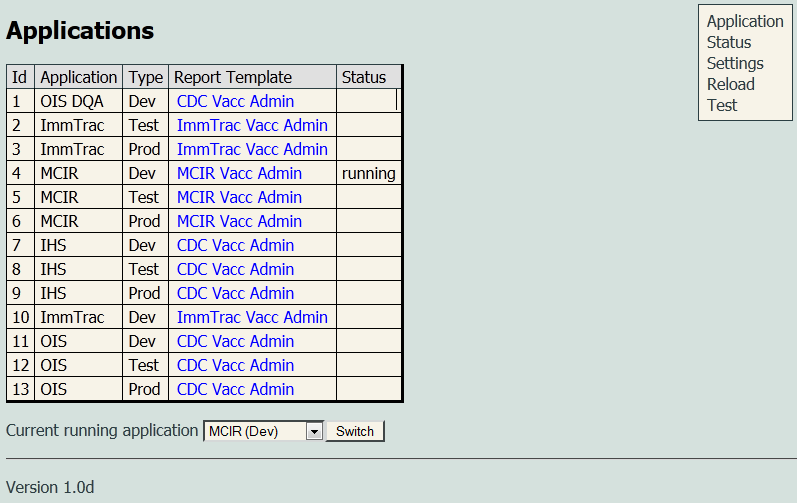 Applications
Application
Status
Settings
Reload
Test
Id Application Type Report Template Status
1 OIS DQA Dev CDC Vacc Admin
2 ImmTrac Test ImmTrac Vacc Admin
3 ImmTrac Prod ImmTrac Vacc Admin
4 MCIR Dev MCIR Vacc Admin running
5 MCIR Test MCIR Vacc Admin
6 MCIR Prod MCIR Vacc Admin
7 IHS Dev CDC Vacc Admin
8 IHS Test CDC Vacc Admin
9 IHS Prod CDC Vacc Admin
10 ImmTrac Dev ImmTrac Vacc Admin
11 OIS Dev CDC Vacc Admin
12 OIS Test CDC Vacc Admin
13 OIS Prod CDC Vacc Admin
Current running application MCIR (Dev) Switch
Version 1.0d